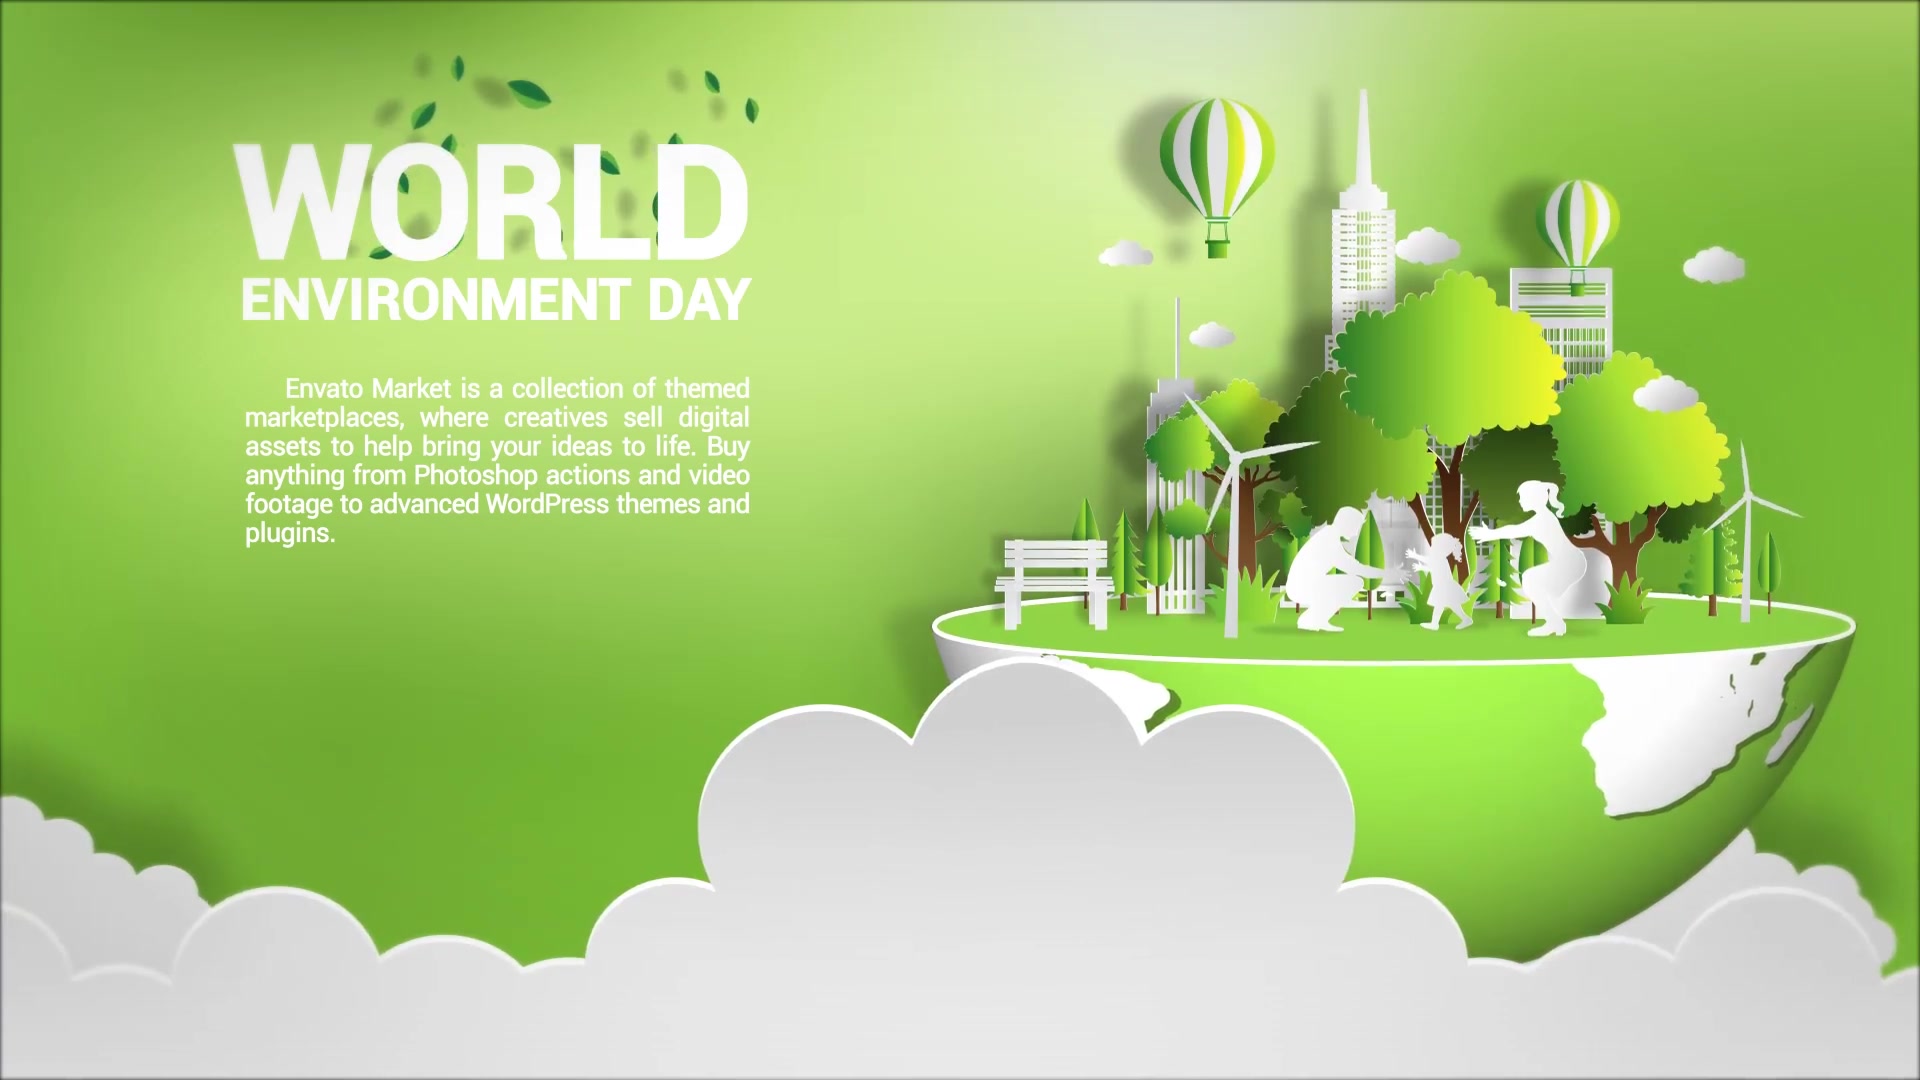 WORLD
ENVIRONMENT DAY
Envato Market is a collection of themed
marketplaces, where creatives sell digital
assets to help bring your ideas to life. Buy
anything from Photoshop actions and video
footage to advanced WordPress themes and
plugins.